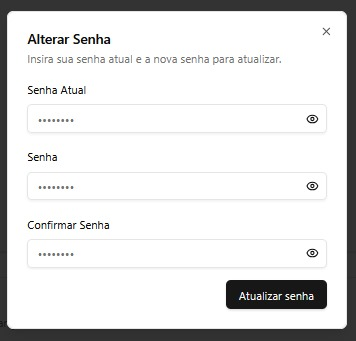 Alterar Senha
Insira sua senha atual e a nova senha para atualizar.
Senha Atual
••••••••
Senha
••••••••
Confirmar Senha
••••••••
Atualizar senha